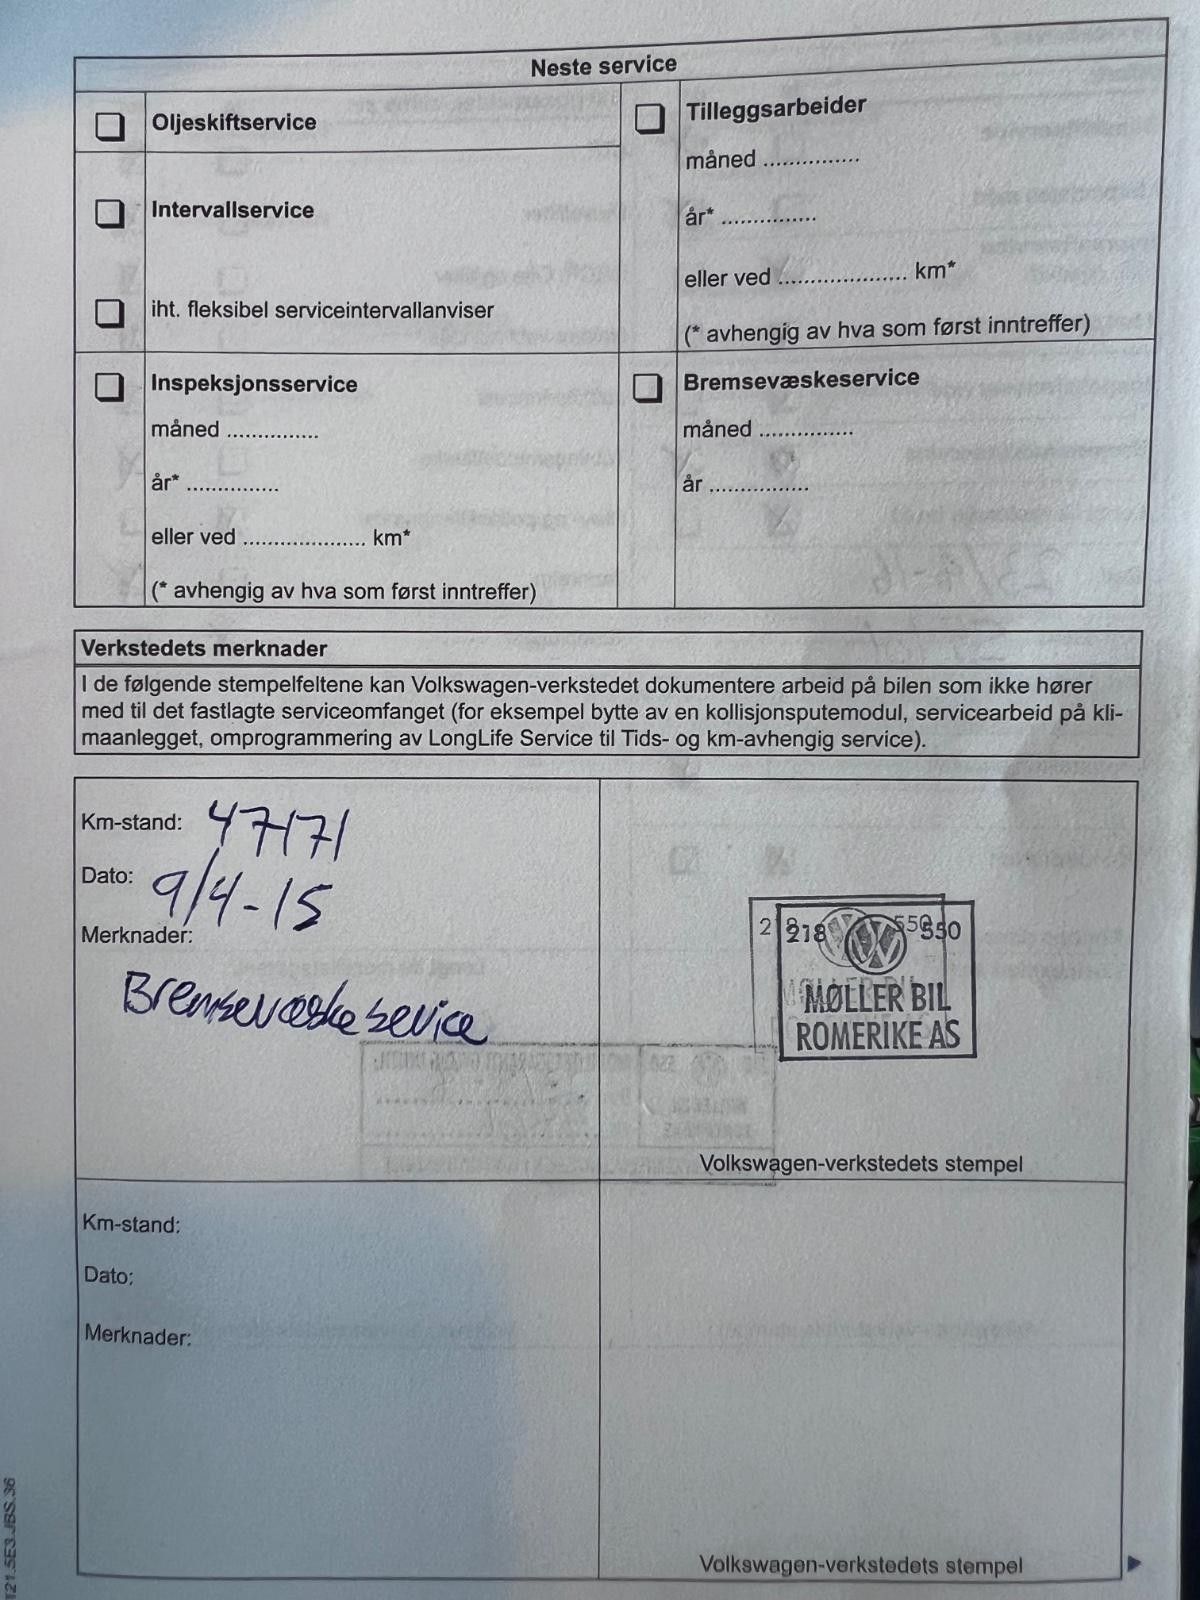 Neste service
Oljeskiftservice
Intervallservice
iht. fleksibel serviceintervallanviser
Tilleggsarbeider
måned ...............
år* ...............
eller ved .................... km*
(* avhengig av hva som først inntreffer)
Inspeksjonsservice
måned ...............
år* ...............
eller ved .................... km*
(* avhengig av hva som først inntreffer)
Bremsevæskeservice
måned ...............
år ................
Verkstedets merknader
I de følgende stempelfeltene kan Volkswagen-verkstedet dokumentere arbeid på bilen som ikke hører
med til det fastlagte serviceomfanget (for eksempel bytte av en kollisjonsputemodul, servicearbeid på kli-
maanlegget, omprogrammering av LongLife Service til Tids- og km-avhengig service).
Km-stand: 47171
Dato: 9/4-15
Merknader:
Bremsevæske sevice
218 550
MØLLER BIL
ROMERIKE AS
Volkswagen-verkstedets stempel
Km-stand:
Dato:
Merknader:
Volkswagen-verkstedets stempel
T21.5E3.JBS.36